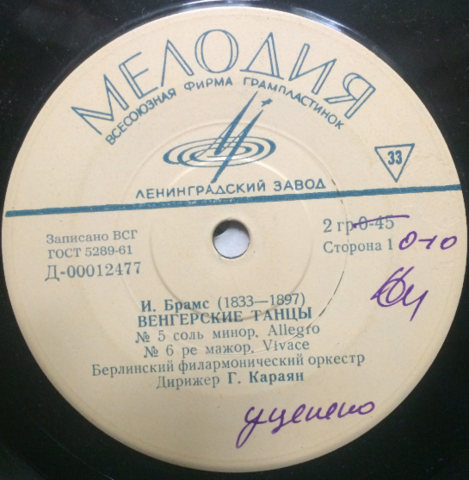 МЕЛОДИЯ
ВСЕСОЮЗНАЯ ФИРМА ГРАМПЛАСТИНОК
33
ЛЕНИНГРАДСКИЙ ЗАВОД
Записано ВСГ
ГОСТ 5289-61
Д-00012477
2 гр. 0-45
Сторона 1
0-10
И. Брамс (1833—1897)
ВЕНГЕРСКИЕ ТАНЦЫ
№ 5 соль минор. Allegro
№ 6 ре мажор. Vivace
Берлинский филармонический оркестр
Дирижер Г. Караян
уценено